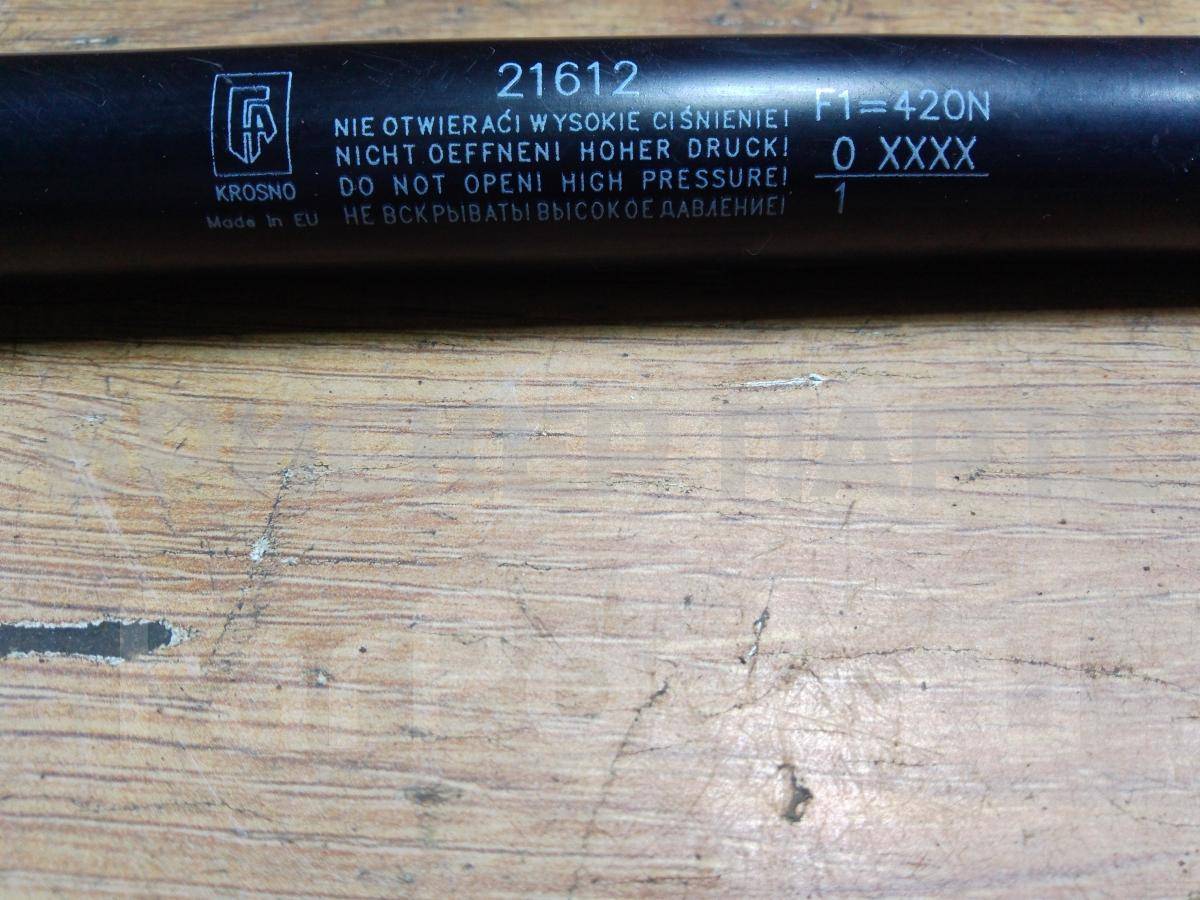 21612
NIE OTWIERAĆ! WYSOKIE CIŚNIENIE!
NICHT OEFFNEN! HOHER DRUCK!
DO NOT OPEN! HIGH PRESSURE!
НЕ ВСКРЫВАТЬ! ВЫСОКОЕ ДАВЛЕНИЕ!
KROSNO
Made in EU
F1=420N
0 XXXX
1